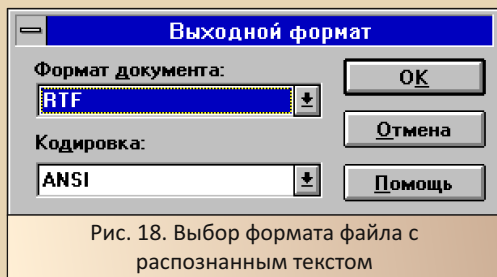 Выходной формат
Формат документа:
RTF
Кодировка:
ANSI
OK
Отмена
Помощь
Рис. 18. Выбор формата файла с
распознанным текстом